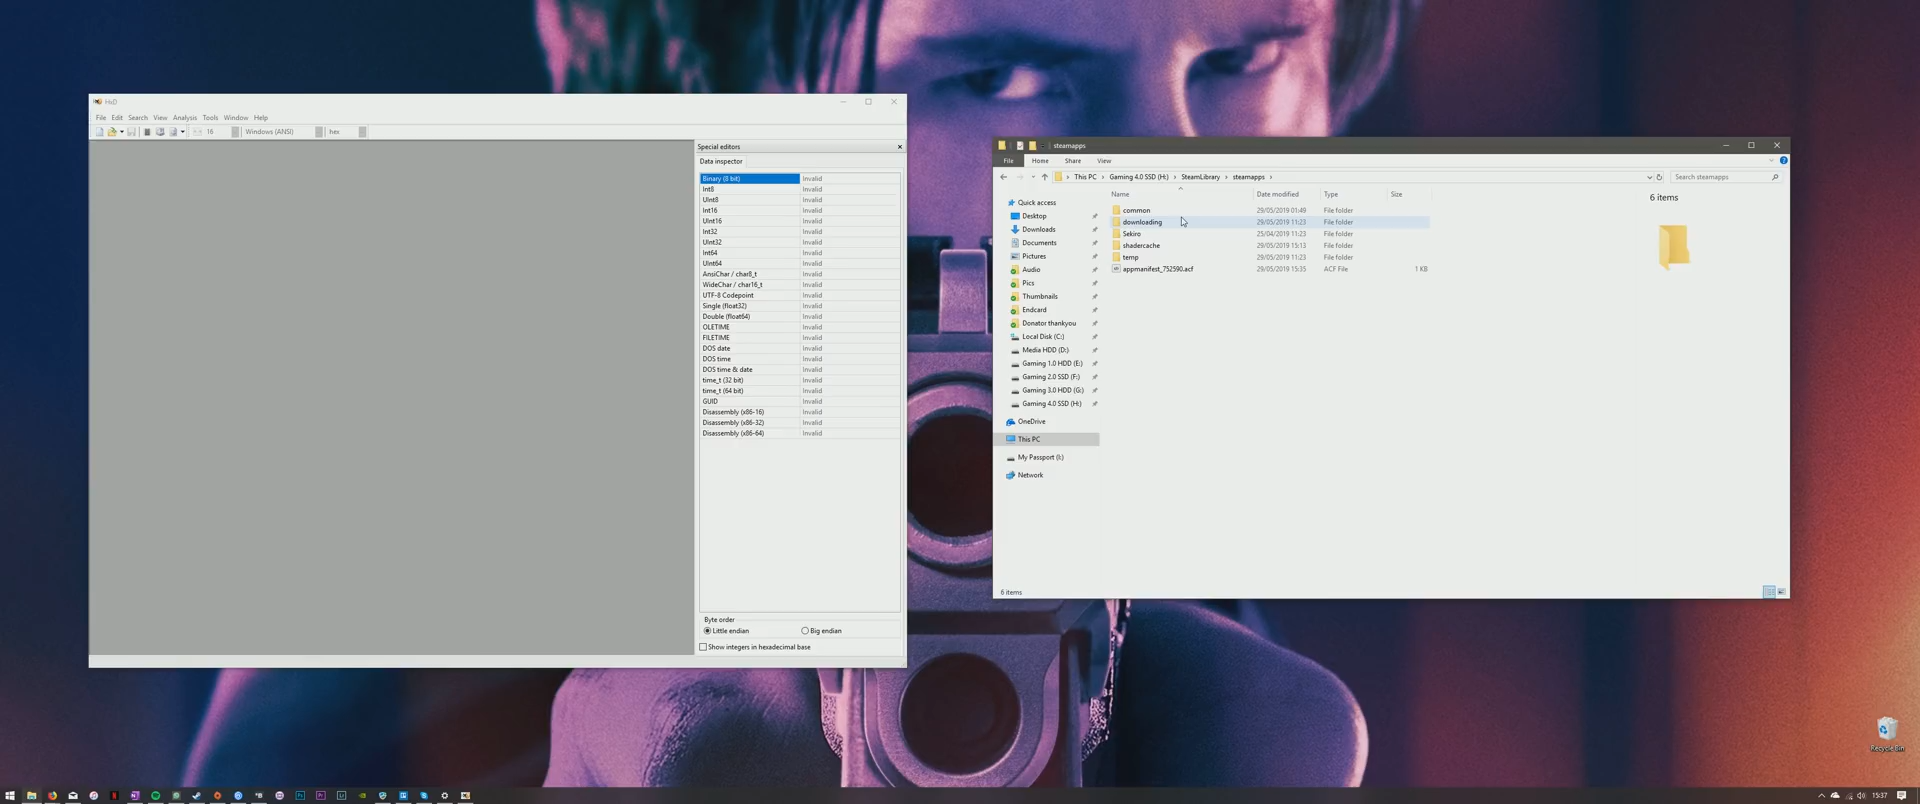 HxD
File Edit Search View Analysis Tools Window Help
16 Windows (ANSI) hex
Special editors
Data inspector
Binary (8 bit) Invalid
Int8 Invalid
UInt8 Invalid
Int16 Invalid
UInt16 Invalid
Int32 Invalid
UInt32 Invalid
Int64 Invalid
UInt64 Invalid
AnsiChar / char8_t Invalid
WideChar / char16_t Invalid
UTF-8 Codepoint Invalid
Single (float32) Invalid
Double (float64) Invalid
OLETIME Invalid
FILETIME Invalid
DOS date Invalid
DOS time Invalid
DOS time & date Invalid
time_t (32 bit) Invalid
time_t (64 bit) Invalid
GUID Invalid
Disassembly (x86-16) Invalid
Disassembly (x86-32) Invalid
Disassembly (x86-64) Invalid
Byte order
Little endian Big endian
Show integers in hexadecimal base
steamapps
File Home Share View
This PC › Gaming 4.0 SSD (H:) › SteamLibrary › steamapps ›
Search steamapps
Quick access
Desktop
Downloads
Documents
Pictures
Audio
Pics
Thumbnails
Endcard
Donator thankyou
Local Disk (C:)
Media HDD (D:)
Gaming 1.0 HDD (E:)
Gaming 2.0 SSD (F:)
Gaming 3.0 HDD (G:)
Gaming 4.0 SSD (H:)
OneDrive
This PC
My Passport (I:)
Network
Name Date modified Type Size
common 29/05/2019 01:49 File folder
downloading 29/05/2019 11:23 File folder
Sekiro 25/04/2019 11:23 File folder
shadercache 29/05/2019 15:13 File folder
temp 29/05/2019 11:23 File folder
appmanifest_752590.acf 29/05/2019 15:35 ACF File 1 KB
6 items
6 items
Recycle Bin
15:37